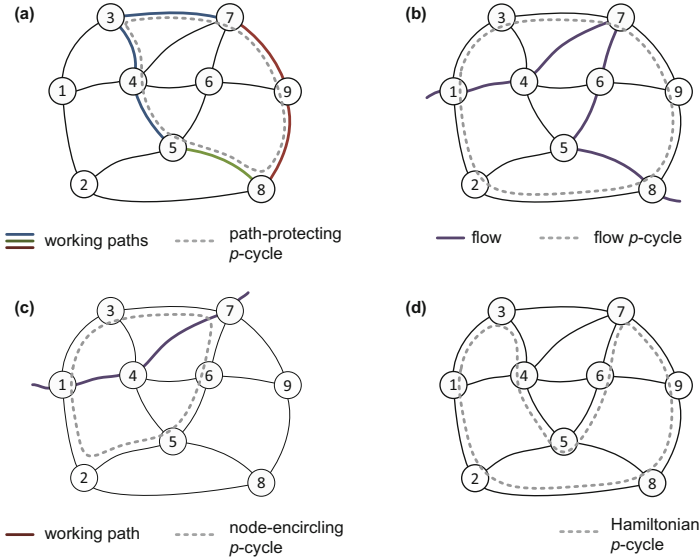 (a)
3
7
4
6
1
9
5
2
8
working paths
path-protecting
p-cycle
(b)
3
7
4
6
1
9
5
2
8
flow
flow p-cycle
(c)
3
7
4
6
1
9
5
2
8
working path
node-encircling
p-cycle
(d)
3
7
4
6
1
9
5
2
8
Hamiltonian
p-cycle